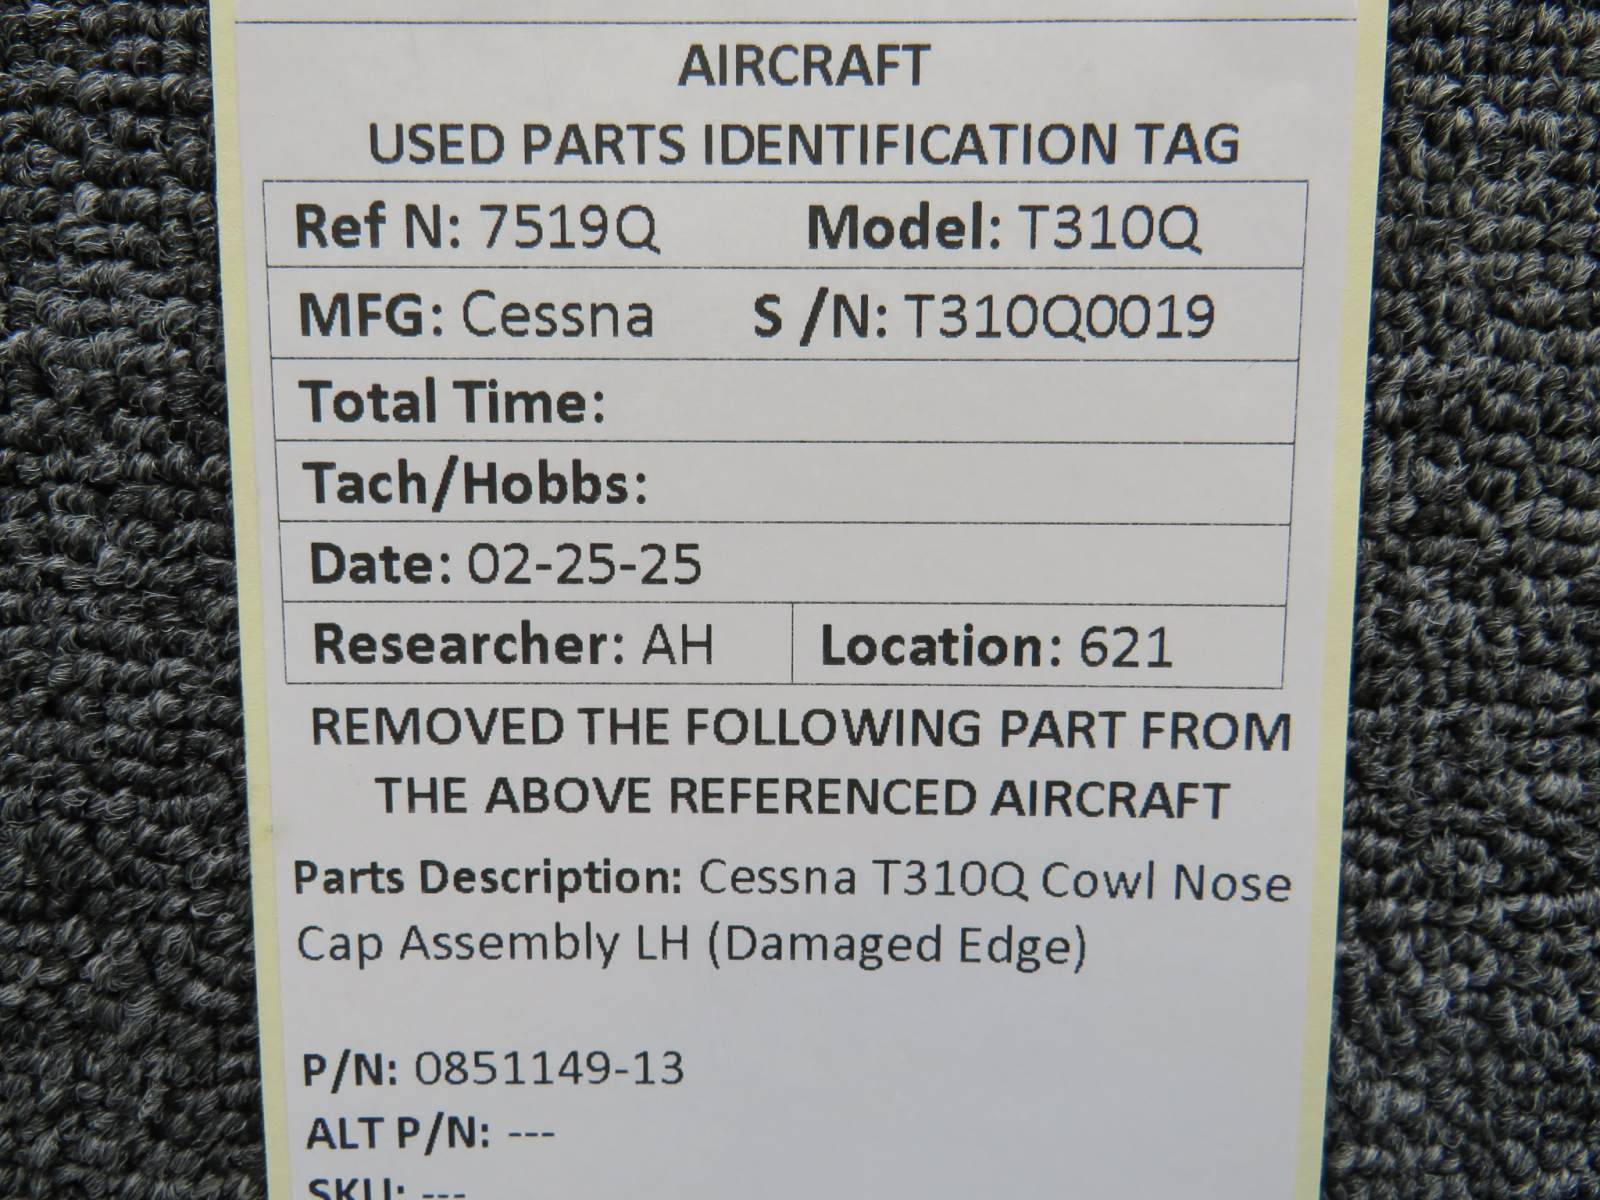 AIRCRAFT
USED PARTS IDENTIFICATION TAG
Ref N: 7519Q Model: T310Q
MFG: Cessna S /N: T310Q0019
Total Time:
Tach/Hobbs:
Date: 02-25-25
Researcher: AH Location: 621
REMOVED THE FOLLOWING PART FROM
THE ABOVE REFERENCED AIRCRAFT
Parts Description: Cessna T310Q Cowl Nose
Cap Assembly LH (Damaged Edge)
P/N: 0851149-13
ALT P/N: ---
SKU: ---